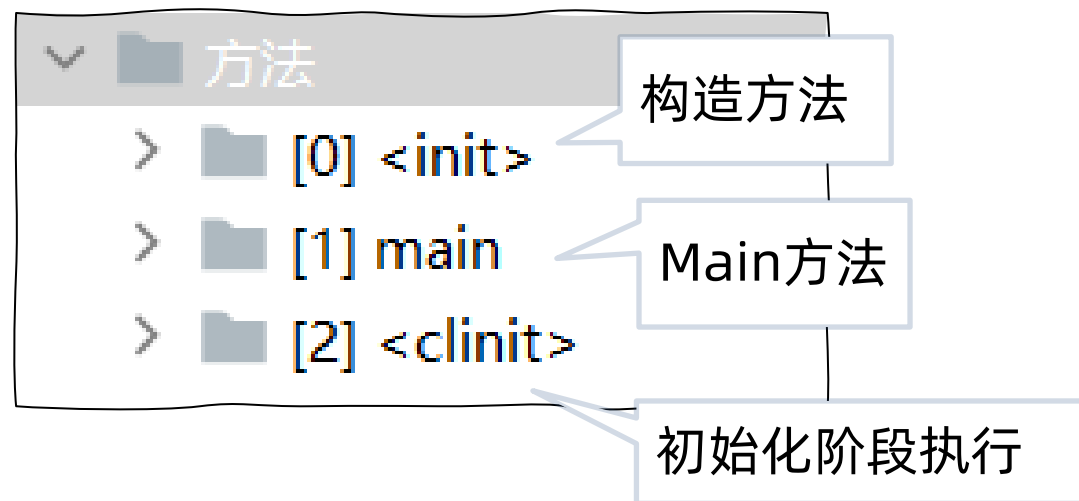 方法
构造方法
[0] <init>
[1] main
Main方法
[2] <clinit>
初始化阶段执行